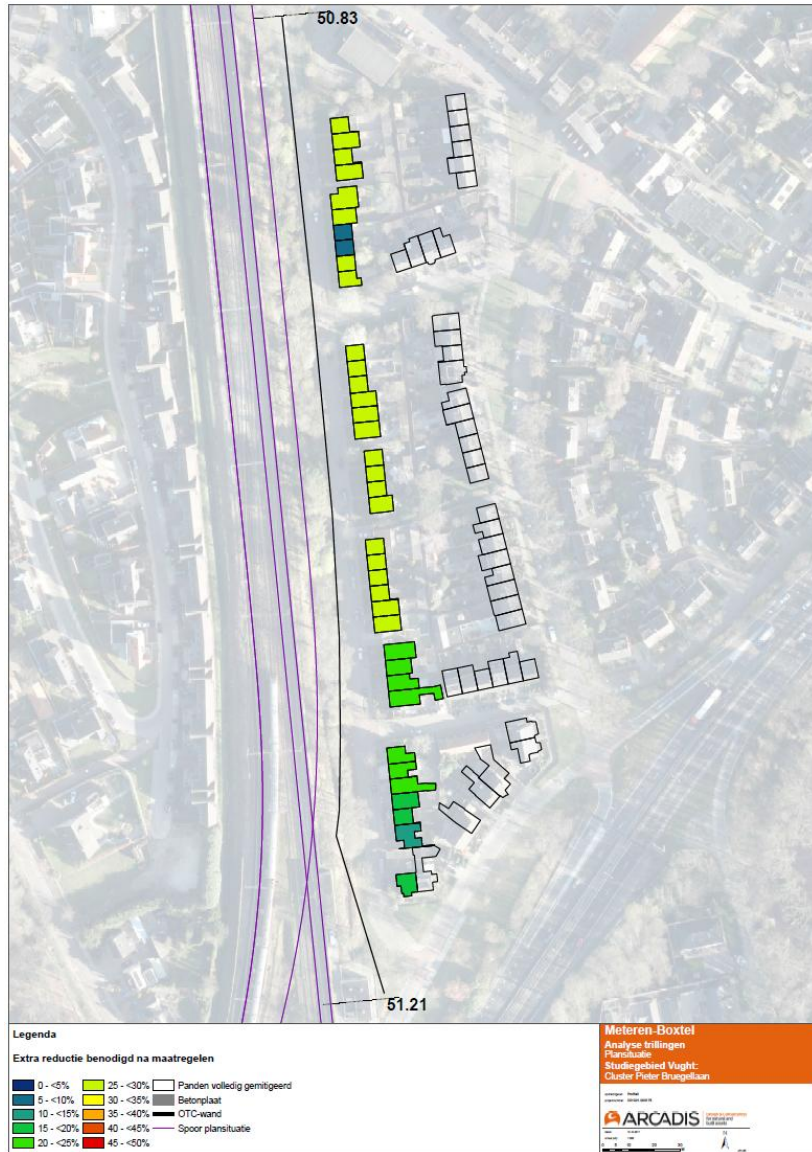 50.83
51.21
Legenda
Extra reductie benodigd na maatregelen
0 - <5%
5 - <10%
10 - <15%
15 - <20%
20 - <25%
25 - <30%
30 - <35%
35 - <40%
40 - <45%
45 - <50%
Panden volledig gemitigeerd
Betonplaat
OTC-wand
Spoor plansituatie
Meteren-Boxtel
Analyse trillingen
Plansituatie
Studiegebied Vught:
Cluster Pieter Bruegellaan
ARCADIS
N